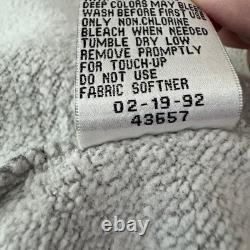 DEEP COLORS MAY BLEED
WASH BEFORE FIRST USE
ONLY NON-CHLORINE
BLEACH WHEN NEEDED
TUMBLE DRY LOW
REMOVE PROMPTLY
FOR TOUCH-UP
DO NOT USE
FABRIC SOFTNER
02-19-92
43657